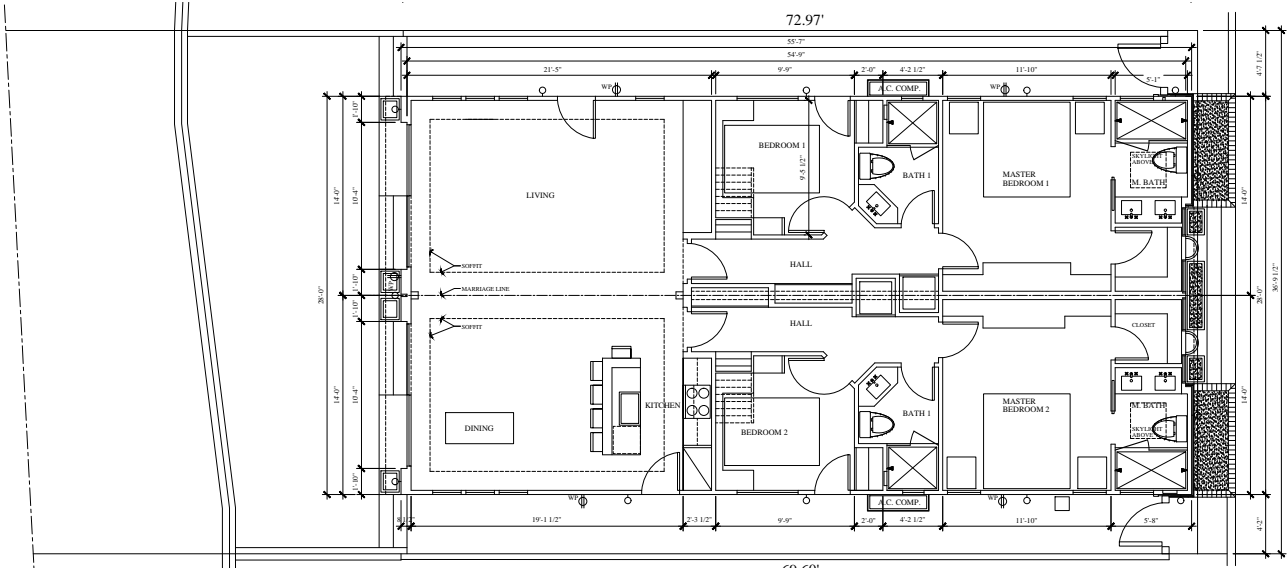 72.97'
55'-7"
54'-9"
21'-5"
9'-9"
2'-0"
4'-2 1/2"
11'-10"
5'-1"
4'-7 1/2"
WP
A.C. COMP.
WP
1'-10"
BEDROOM 1
9'-5 1/2"
BATH 1
MASTER
BEDROOM 1
SKYLIGHT
ABOVE
M. BATH
LIVING
14'-0"
10'-4"
14'-0"
SOFFIT
HALL
1'-10"
WP
MARRIAGE LINE
28'-0"
28'-0"
36'-9 1/2"
1'-10"
SOFFIT
HALL
CLOSET
14'-0"
10'-4"
14'-0"
KITCHEN
DINING
BEDROOM 2
BATH 1
MASTER
BEDROOM 2
M. BATH
SKYLIGHT
ABOVE
1'-10"
WP
A.C. COMP.
WP
8 1/2"
19'-1 1/2"
2'-3 1/2"
9'-9"
2'-0"
4'-2 1/2"
11'-10"
5'-8"
4'-2"